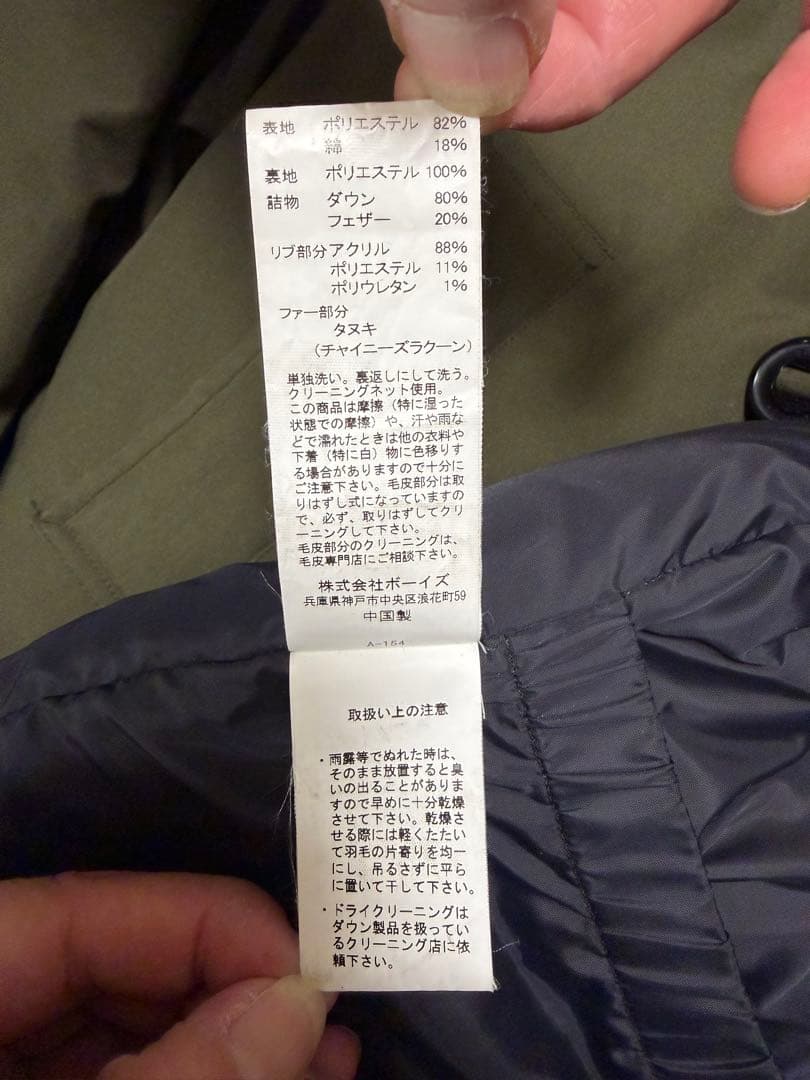 表地 ポリエステル 82%
綿 18%
裏地 ポリエステル 100%
詰物 ダウン 80%
フェザー 20%
リブ部分 アクリル 88%
ポリエステル 11%
ポリウレタン 1%
ファー部分
タヌキ
(チャイニーズラクーン)
単独洗い。裏返しにして洗う。
クリーニングネット使用。
この商品は摩擦(特に湿った
状態での摩擦)や、汗や雨な
どで濡れたときは他の衣料や
下着(特に白)物に色移りす
る場合がありますので十分に
ご注意下さい。毛皮部分は取
りはずし式になっていますの
で、必ず、取りはずしてクリ
ーニングして下さい。
毛皮部分のクリーニングは、
毛皮専門店にご相談下さい。
株式会社ボーイズ
兵庫県神戸市中央区浪花町59
中国製
A-154
取扱い上の注意
・雨露等でぬれた時は、
そのまま放置すると臭
いの出ることがありま
すので早めに十分乾燥
させて下さい。乾燥さ
せる際には軽くたたい
て羽毛の片寄りを均一
にし、吊るさずに平ら
に置いて干して下さい。
・ドライクリーニングは
ダウン製品を扱ってい
るクリーニング店に依
頼下さい。